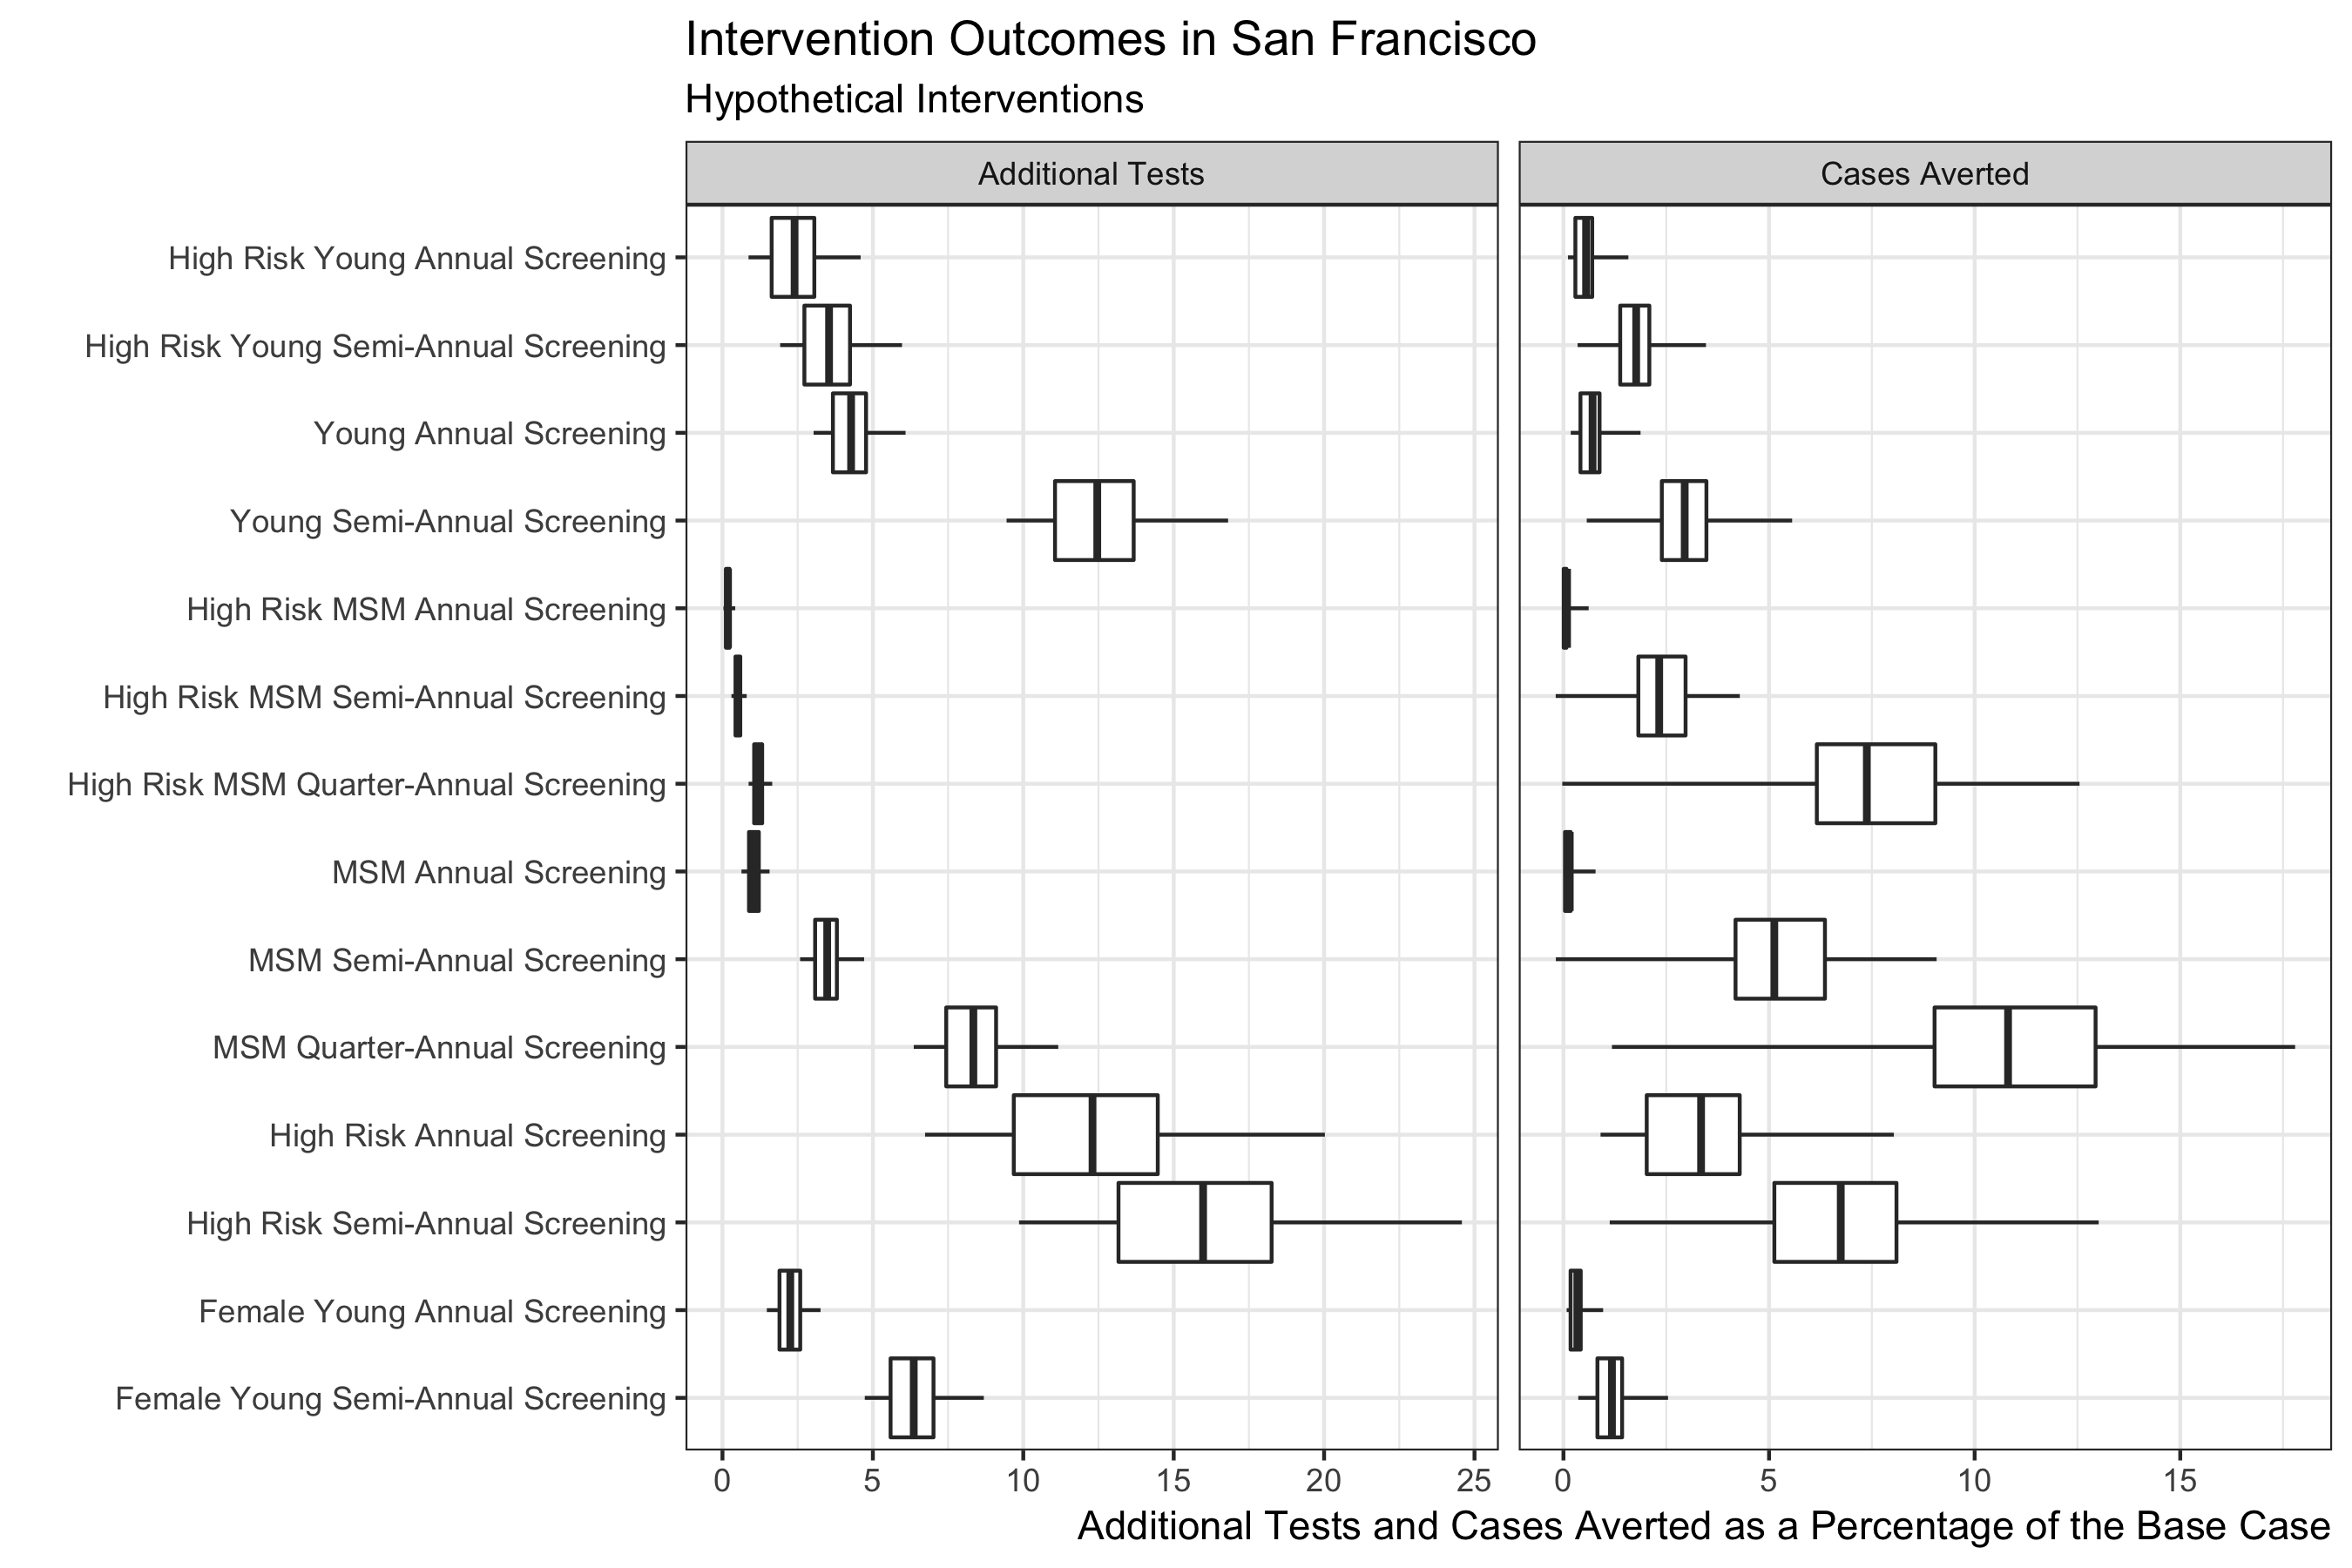 Intervention Outcomes in San Francisco
Hypothetical Interventions
Additional Tests
Cases Averted
High Risk Young Annual Screening
High Risk Young Semi-Annual Screening
Young Annual Screening
Young Semi-Annual Screening
High Risk MSM Annual Screening
High Risk MSM Semi-Annual Screening
High Risk MSM Quarter-Annual Screening
MSM Annual Screening
MSM Semi-Annual Screening
MSM Quarter-Annual Screening
High Risk Annual Screening
High Risk Semi-Annual Screening
Female Young Annual Screening
Female Young Semi-Annual Screening
0 5 10 15 20 25
0 5 10 15
Additional Tests and Cases Averted as a Percentage of the Base Case